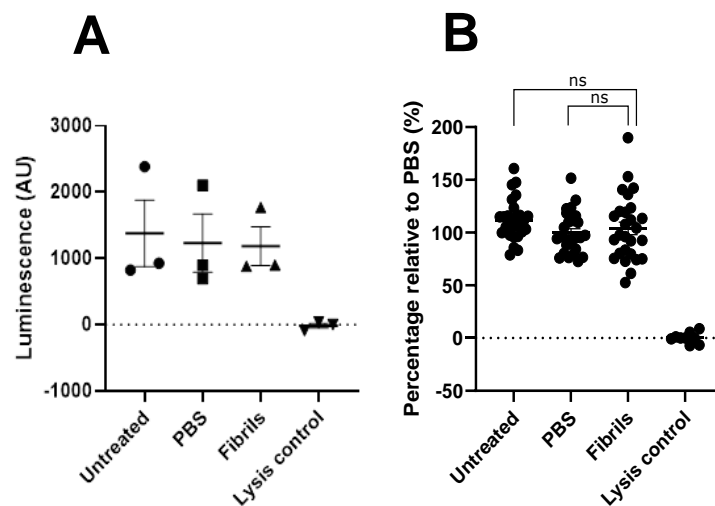 A
Luminescence (AU)
3000
2000
1000
0
-1000
Untreated
PBS
Fibrils
Lysis control
B
Percentage relative to PBS (%)
ns
ns
200
150
100
50
0
-50
Untreated
PBS
Fibrils
Lysis control